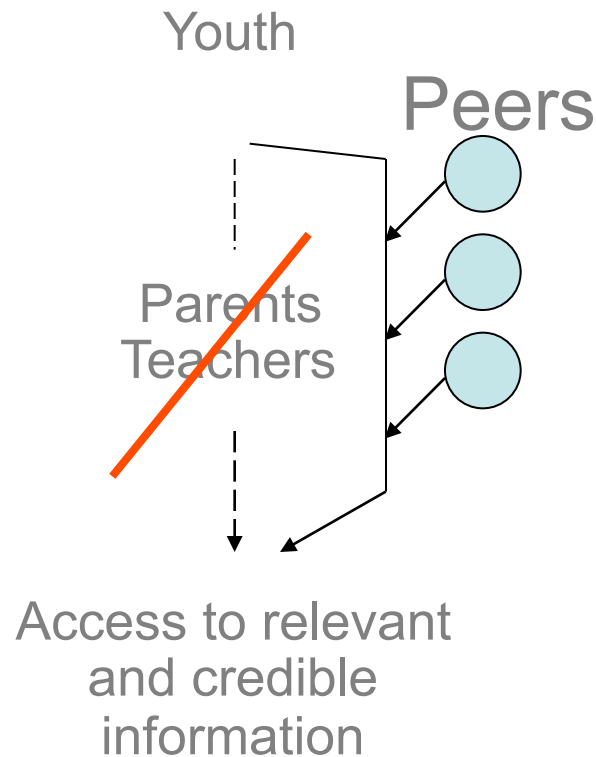 Youth
Peers
Parents
Teachers
Access to relevant
and credible
information